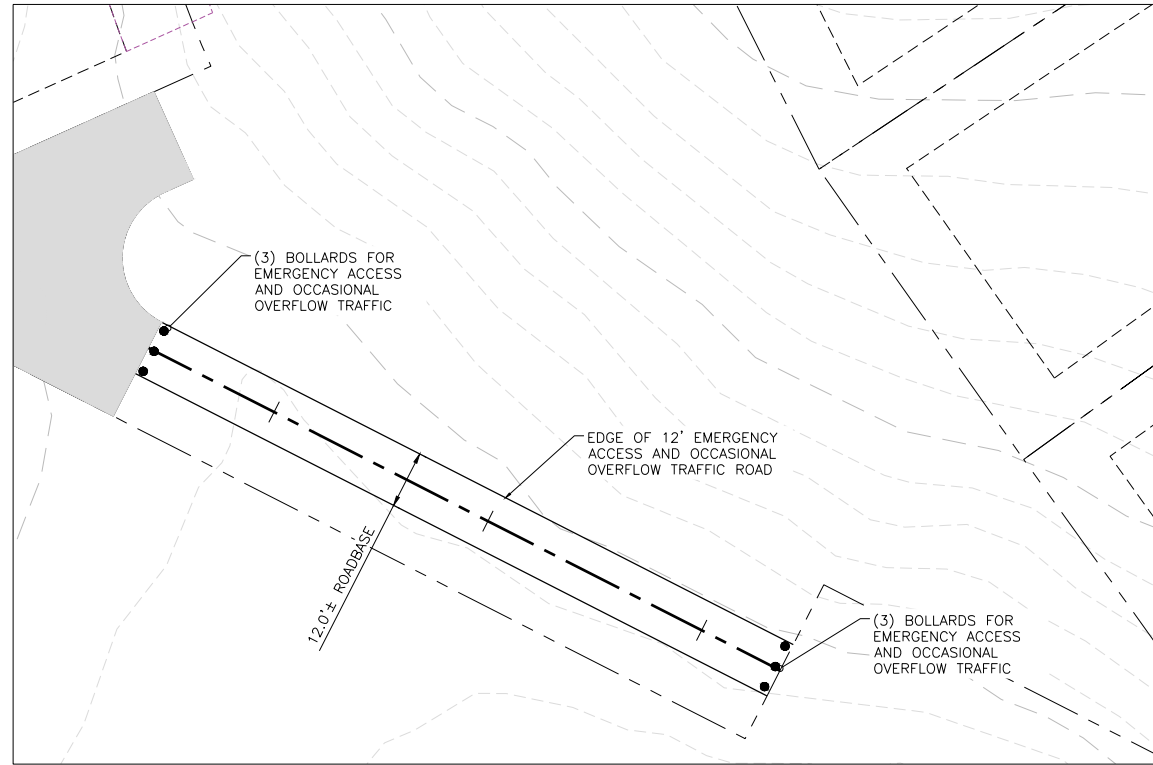 (3) BOLLARDS FOR
EMERGENCY ACCESS
AND OCCASIONAL
OVERFLOW TRAFFIC
EDGE OF 12' EMERGENCY
ACCESS AND OCCASIONAL
OVERFLOW TRAFFIC ROAD
12.0'± ROADBASE
(3) BOLLARDS FOR
EMERGENCY ACCESS
AND OCCASIONAL
OVERFLOW TRAFFIC